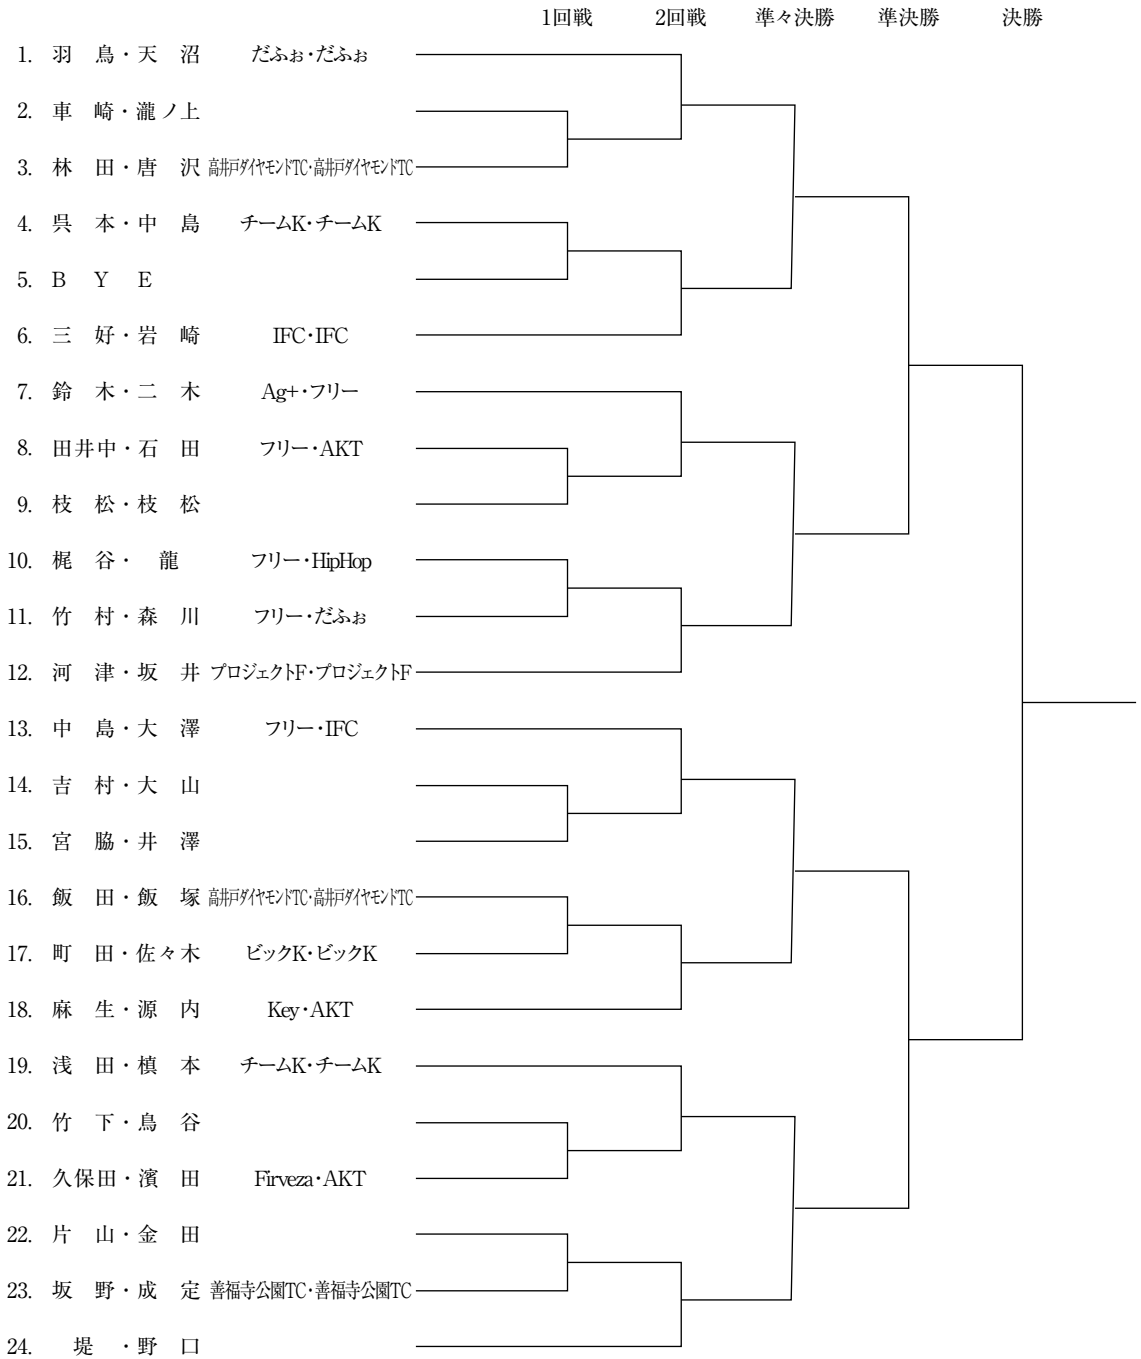 1回戦 2回戦 準々決勝 準決勝 決勝
1. 羽 鳥・天 沼 だふぉ・だふぉ
2. 車 崎・瀧ノ上
3. 林 田・唐 沢 高井戸ダイヤモンドTC・高井戸ダイヤモンドTC
4. 呉 本・中 島 チームK・チームK
5. B Y E
6. 三 好・岩 崎 IFC・IFC
7. 鈴 木・二 木 Ag+・フリー
8. 田井中・石 田 フリー・AKT
9. 枝 松・枝 松
10. 梶 谷・ 龍 フリー・HipHop
11. 竹 村・森 川 フリー・だふぉ
12. 河 津・坂 井 プロジェクトF・プロジェクトF
13. 中 島・大 澤 フリー・IFC
14. 吉 村・大 山
15. 宮 脇・井 澤
16. 飯 田・飯 塚 高井戸ダイヤモンドTC・高井戸ダイヤモンドTC
17. 町 田・佐々木 ビックK・ビックK
18. 麻 生・源 内 Key・AKT
19. 浅 田・槙 本 チームK・チームK
20. 竹 下・鳥 谷
21. 久保田・濱 田 Firveza・AKT
22. 片 山・金 田
23. 坂 野・成 定 善福寺公園TC・善福寺公園TC
24. 堤 ・野 口